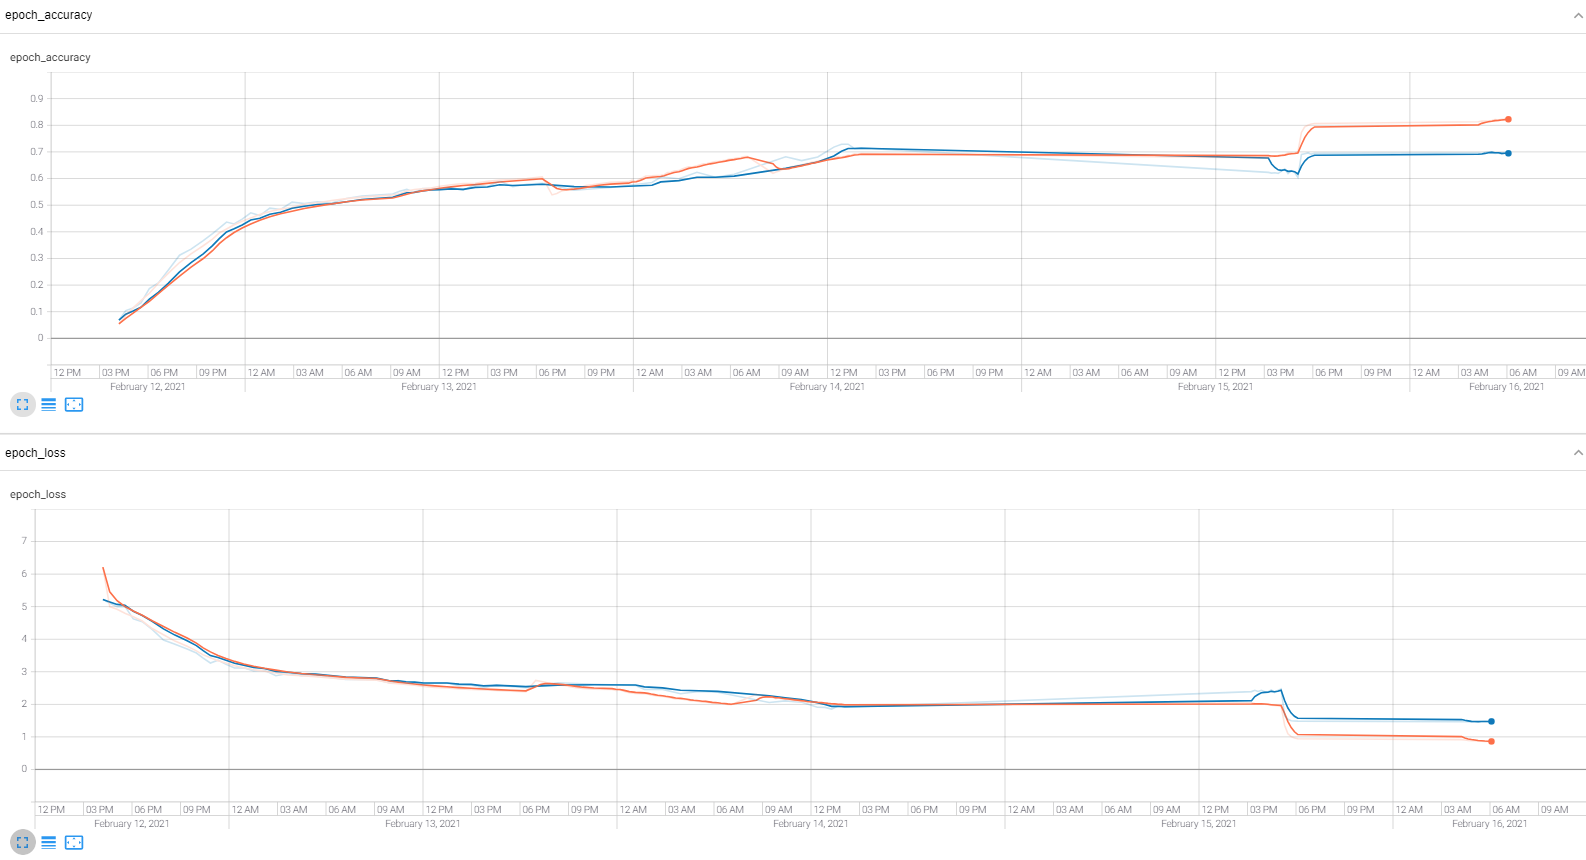 epoch_accuracy
epoch_accuracy
0.9
0.8
0.7
0.6
0.5
0.4
0.3
0.2
0.1
0
12 PM 03 PM 06 PM 09 PM 12 AM 03 AM 06 AM 09 AM 12 PM 03 PM 06 PM 09 PM 12 AM 03 AM 06 AM 09 AM 12 PM 03 PM 06 PM 09 PM 12 AM 03 AM 06 AM 09 AM 12 PM 03 PM 06 PM 09 PM 12 AM 03 AM 06 AM 09 AM
February 12, 2021 February 13, 2021 February 14, 2021 February 15, 2021 February 16, 2021
epoch_loss
epoch_loss
7
6
5
4
3
2
1
0
12 PM 03 PM 06 PM 09 PM 12 AM 03 AM 06 AM 09 AM 12 PM 03 PM 06 PM 09 PM 12 AM 03 AM 06 AM 09 AM 12 PM 03 PM 06 PM 09 PM 12 AM 03 AM 06 AM 09 AM 12 PM 03 PM 06 PM 09 PM 12 AM 03 AM 06 AM 09 AM
February 12, 2021 February 13, 2021 February 14, 2021 February 15, 2021 February 16, 2021